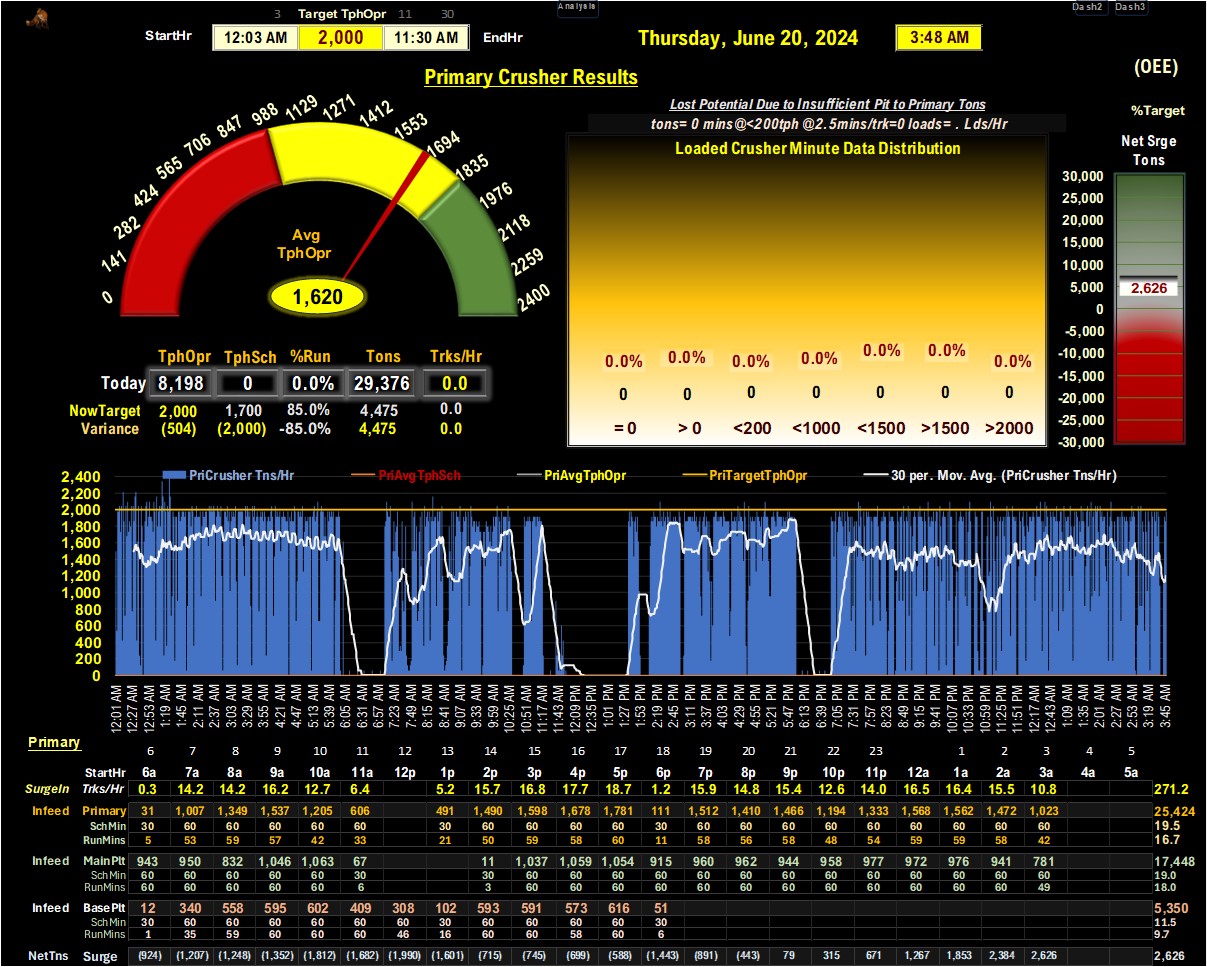 3 Target TphOpr 11 30 Analysis Dash2 Dash3
StartHr 12:03 AM 2,000 11:30 AM EndHr Thursday, June 20, 2024 3:48 AM
(OEE)
Primary Crusher Results
%Target
Lost Potential Due to Insufficient Pit to Primary Tons
tons= 0 mins@<200tph @2.5mins/trk=0 loads= . Lds/Hr
Loaded Crusher Minute Data Distribution
Net Srge
Tons
0 141 282 424 565 706 847 988 1129 1271 1412 1553 1694 1835 1976 2118 2259 2400
Avg
TphOpr
1,620
30,000
25,000
20,000
15,000
10,000
5,000
0
-5,000
-10,000
-15,000
-20,000
-25,000
-30,000
2,626
0.0% 0.0% 0.0% 0.0% 0.0% 0.0% 0.0%
0 0 0 0 0 0 0
=0 >0 <200 <1000 <1500 >1500 >2000
TphOpr TphSch %Run Tons Trks/Hr
Today 8,198 0 0.0% 29,376 0.0
NowTarget 2,000 1,700 85.0% 4,475 0.0
Variance (504) (2,000) -85.0% 4,475 0.0
PriCrusher Tns/Hr PriAvgTphSch PriAvgTphOpr PriTargetTphOpr 30 per. Mov. Avg. (PriCrusher Tns/Hr)
2,400
2,200
2,000
1,800
1,600
1,400
1,200
1,000
800
600
400
200
0
12:01 AM 12:27 AM 12:53 AM 1:19 AM 1:45 AM 2:11 AM 2:37 AM 3:03 AM 3:29 AM 3:55 AM 4:21 AM 4:47 AM 5:13 AM 5:39 AM 6:05 AM 6:31 AM 6:57 AM 7:23 AM 7:49 AM 8:15 AM 8:41 AM 9:07 AM 9:33 AM 9:59 AM 10:25 AM 10:51 AM 11:17 AM 11:43 AM 12:09 PM 12:35 PM 1:01 PM 1:27 PM 1:53 PM 2:19 PM 2:45 PM 3:11 PM 3:37 PM 4:03 PM 4:29 PM 4:55 PM 5:21 PM 5:47 PM 6:13 PM 6:39 PM 7:05 PM 7:31 PM 7:57 PM 8:23 PM 8:49 PM 9:15 PM 9:41 PM 10:07 PM 10:33 PM 10:59 PM 11:25 PM 11:51 PM 12:17 AM 12:43 AM 1:09 AM 1:35 AM 2:01 AM 2:27 AM 2:53 AM 3:19 AM 3:45 AM
Primary 6 7 8 9 10 11 12 13 14 15 16 17 18 19 20 21 22 23 1 2 3 4 5
StartHr 6a 7a 8a 9a 10a 11a 12p 1p 2p 3p 4p 5p 6p 7p 8p 9p 10p 11p 12a 1a 2a 3a 4a 5a
SurgeIn Trks/Hr 0.3 14.2 14.2 16.2 12.7 6.4 5.2 15.7 16.8 17.7 18.7 1.2 15.9 14.8 15.4 12.6 14.0 16.5 16.4 15.5 10.8 271.2
Infeed Primary 31 1,007 1,349 1,537 1,205 606 491 1,490 1,598 1,678 1,781 111 1,512 1,410 1,466 1,194 1,333 1,568 1,562 1,472 1,023 25,424
SchMin 30 60 60 60 60 60 30 60 60 60 60 30 60 60 60 60 60 60 60 60 60 19.5
RunMins 5 53 59 57 42 33 21 50 59 58 60 11 58 56 58 48 54 59 59 58 42 16.7
Infeed MainPlt 943 950 832 1,046 1,063 67 11 1,037 1,059 1,054 915 960 962 944 958 977 972 976 941 781 17,448
SchMin 60 60 60 60 60 30 30 60 60 60 60 60 60 60 60 60 60 60 60 60 19.0
RunMins 60 60 60 60 60 6 3 60 60 60 60 60 60 60 60 60 60 60 60 49 18.0
Infeed BasePlt 12 340 558 595 602 409 308 102 593 591 573 616 51 5,350
SchMin 30 60 60 60 60 60 60 30 60 60 60 60 30 11.5
RunMins 1 35 59 60 60 60 46 16 60 60 58 60 6 9.7
NetTns Surge (924) (1,207) (1,248) (1,352) (1,812) (1,682) (1,990) (1,601) (715) (745) (699) (588) (1,443) (891) (443) 79 315 671 1,267 1,853 2,384 2,626 2,626